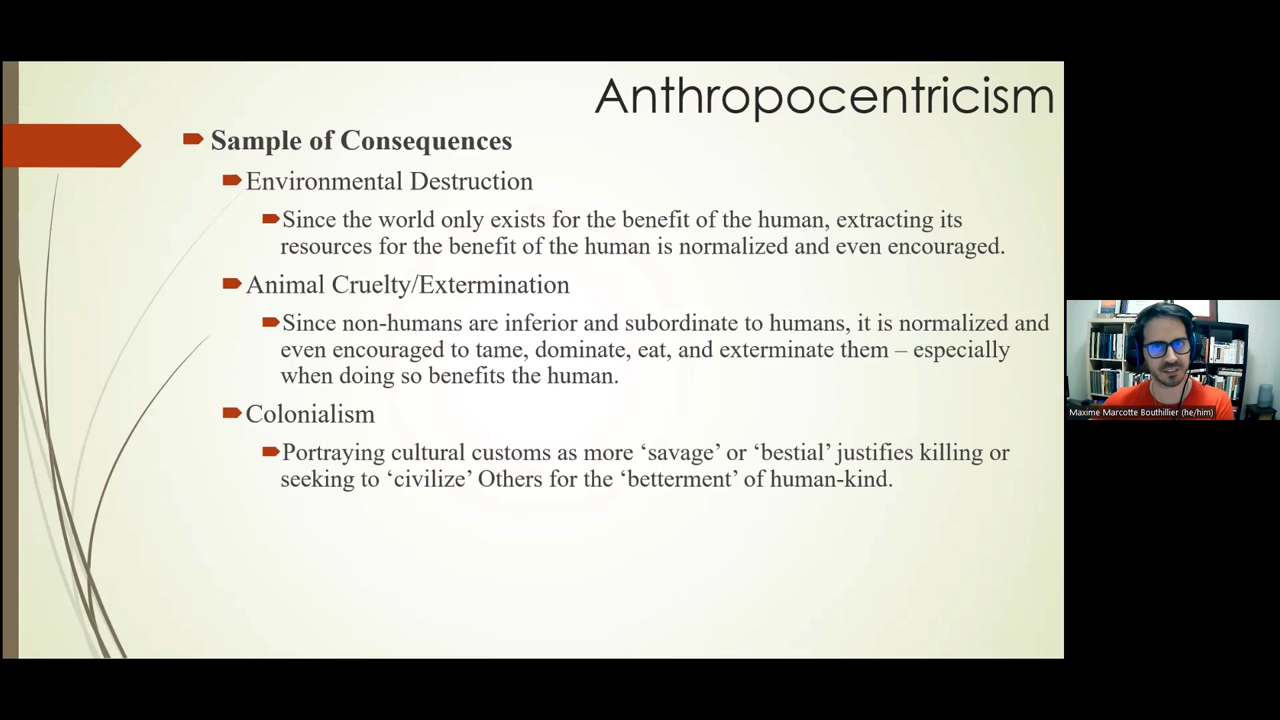 Anthropocentricism
Sample of Consequences
Environmental Destruction
Since the world only exists for the benefit of the human, extracting its
resources for the benefit of the human is normalized and even encouraged.
Animal Cruelty/Extermination
Since non-humans are inferior and subordinate to humans, it is normalized and
even encouraged to tame, dominate, eat, and exterminate them – especially
when doing so benefits the human.
Colonialism
Portraying cultural customs as more ‘savage’ or ‘bestial’ justifies killing or
seeking to ‘civilize’ Others for the ‘betterment’ of human-kind.
Maxime Marcotte Bouthillier (he/him)